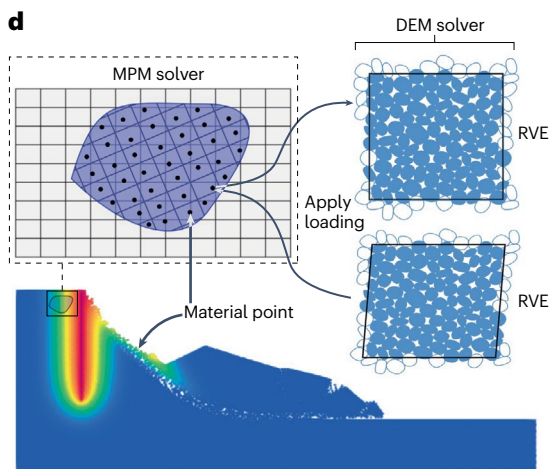 d
DEM solver
MPM solver
RVE
Apply
loading
RVE
Material point